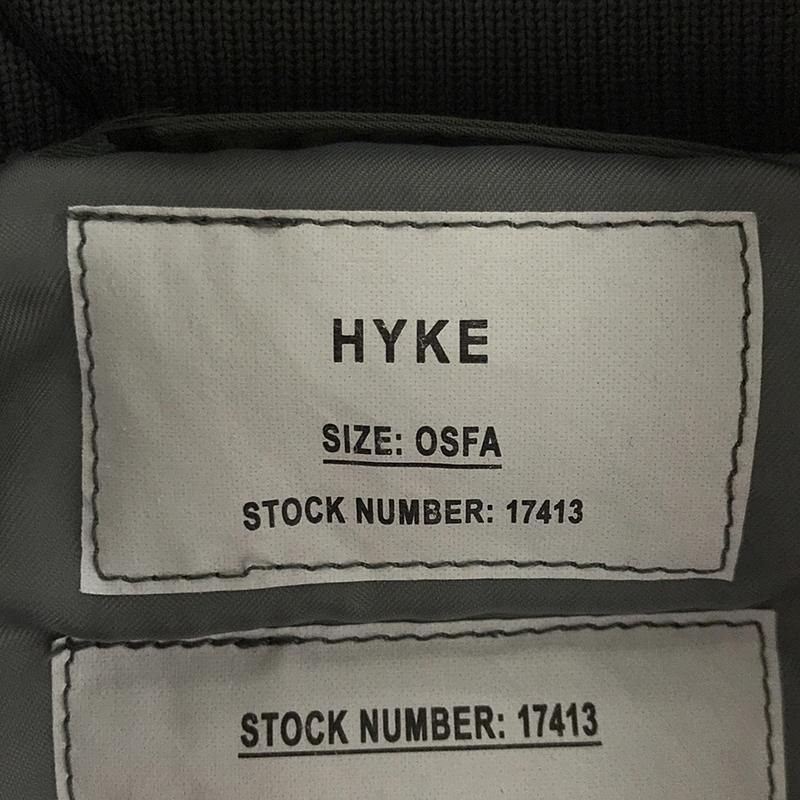 HYKE
SIZE: OSFA
STOCK NUMBER: 17413
STOCK NUMBER: 17413